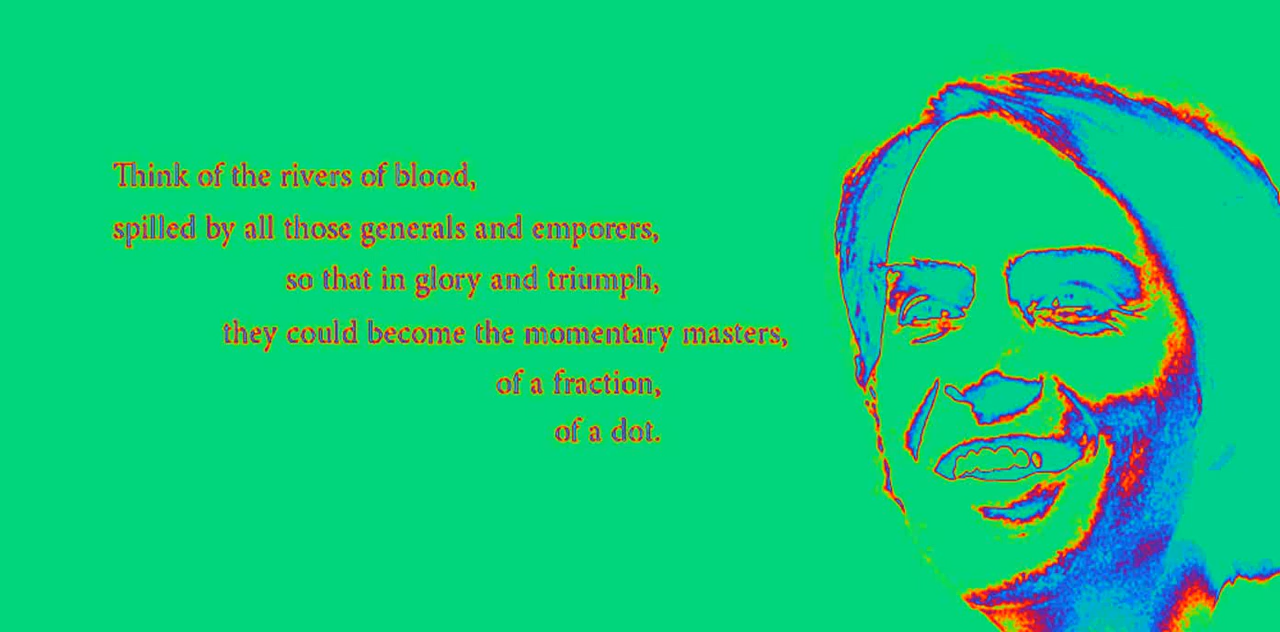 Think of the rivers of blood,
spilled by all those generals and emporers,
so that in glory and triumph,
they could become the momentary masters,
of a fraction,
of a dot.